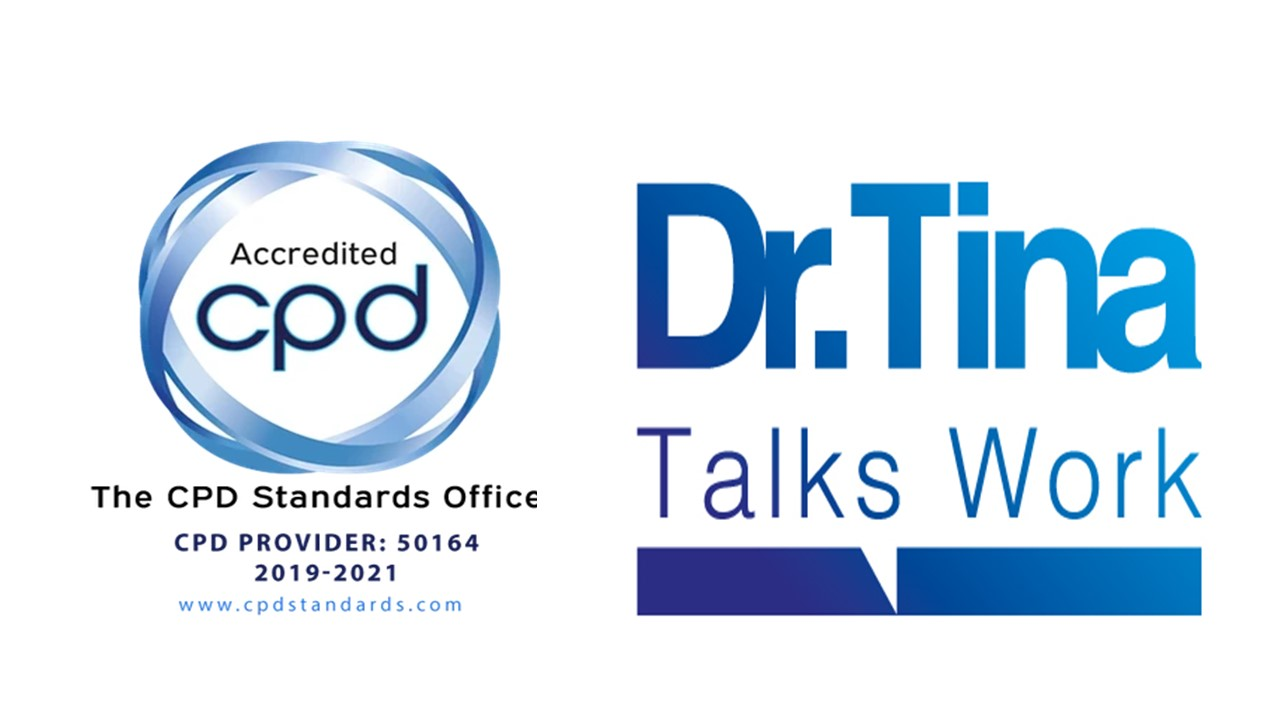 Accredited
cpd
The CPD Standards Office
CPD PROVIDER: 50164
2019-2021
www.cpdstandards.com
Dr.Tina
Talks Work